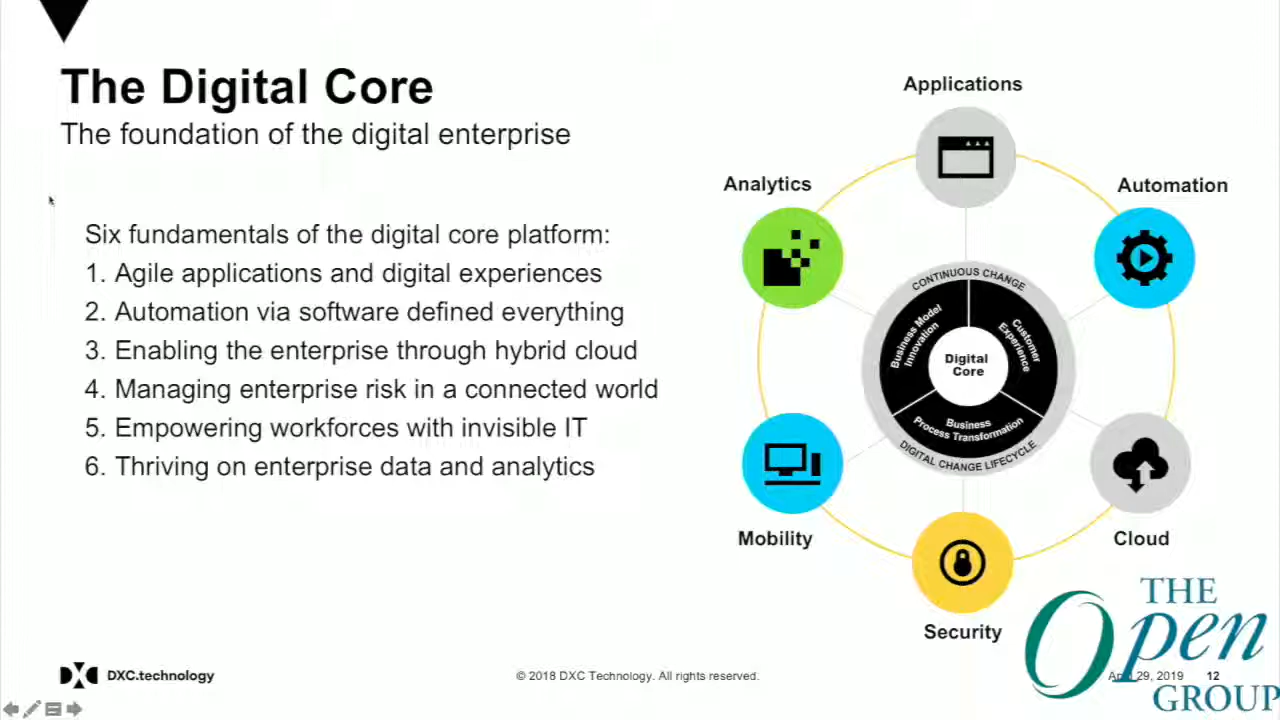 The Digital Core
The foundation of the digital enterprise
Six fundamentals of the digital core platform:
1. Agile applications and digital experiences
2. Automation via software defined everything
3. Enabling the enterprise through hybrid cloud
4. Managing enterprise risk in a connected world
5. Empowering workforces with invisible IT
6. Thriving on enterprise data and analytics
Applications
Analytics
Automation
CONTINUOUS CHANGE
Business Model
Innovation
Customer
Experience
Digital
Core
Business
Process Transformation
DIGITAL CHANGE LIFECYCLE
Mobility
Cloud
Security
THE
Open
GROUP
DXC.technology
© 2018 DXC Technology. All rights reserved.
29, 2019
12